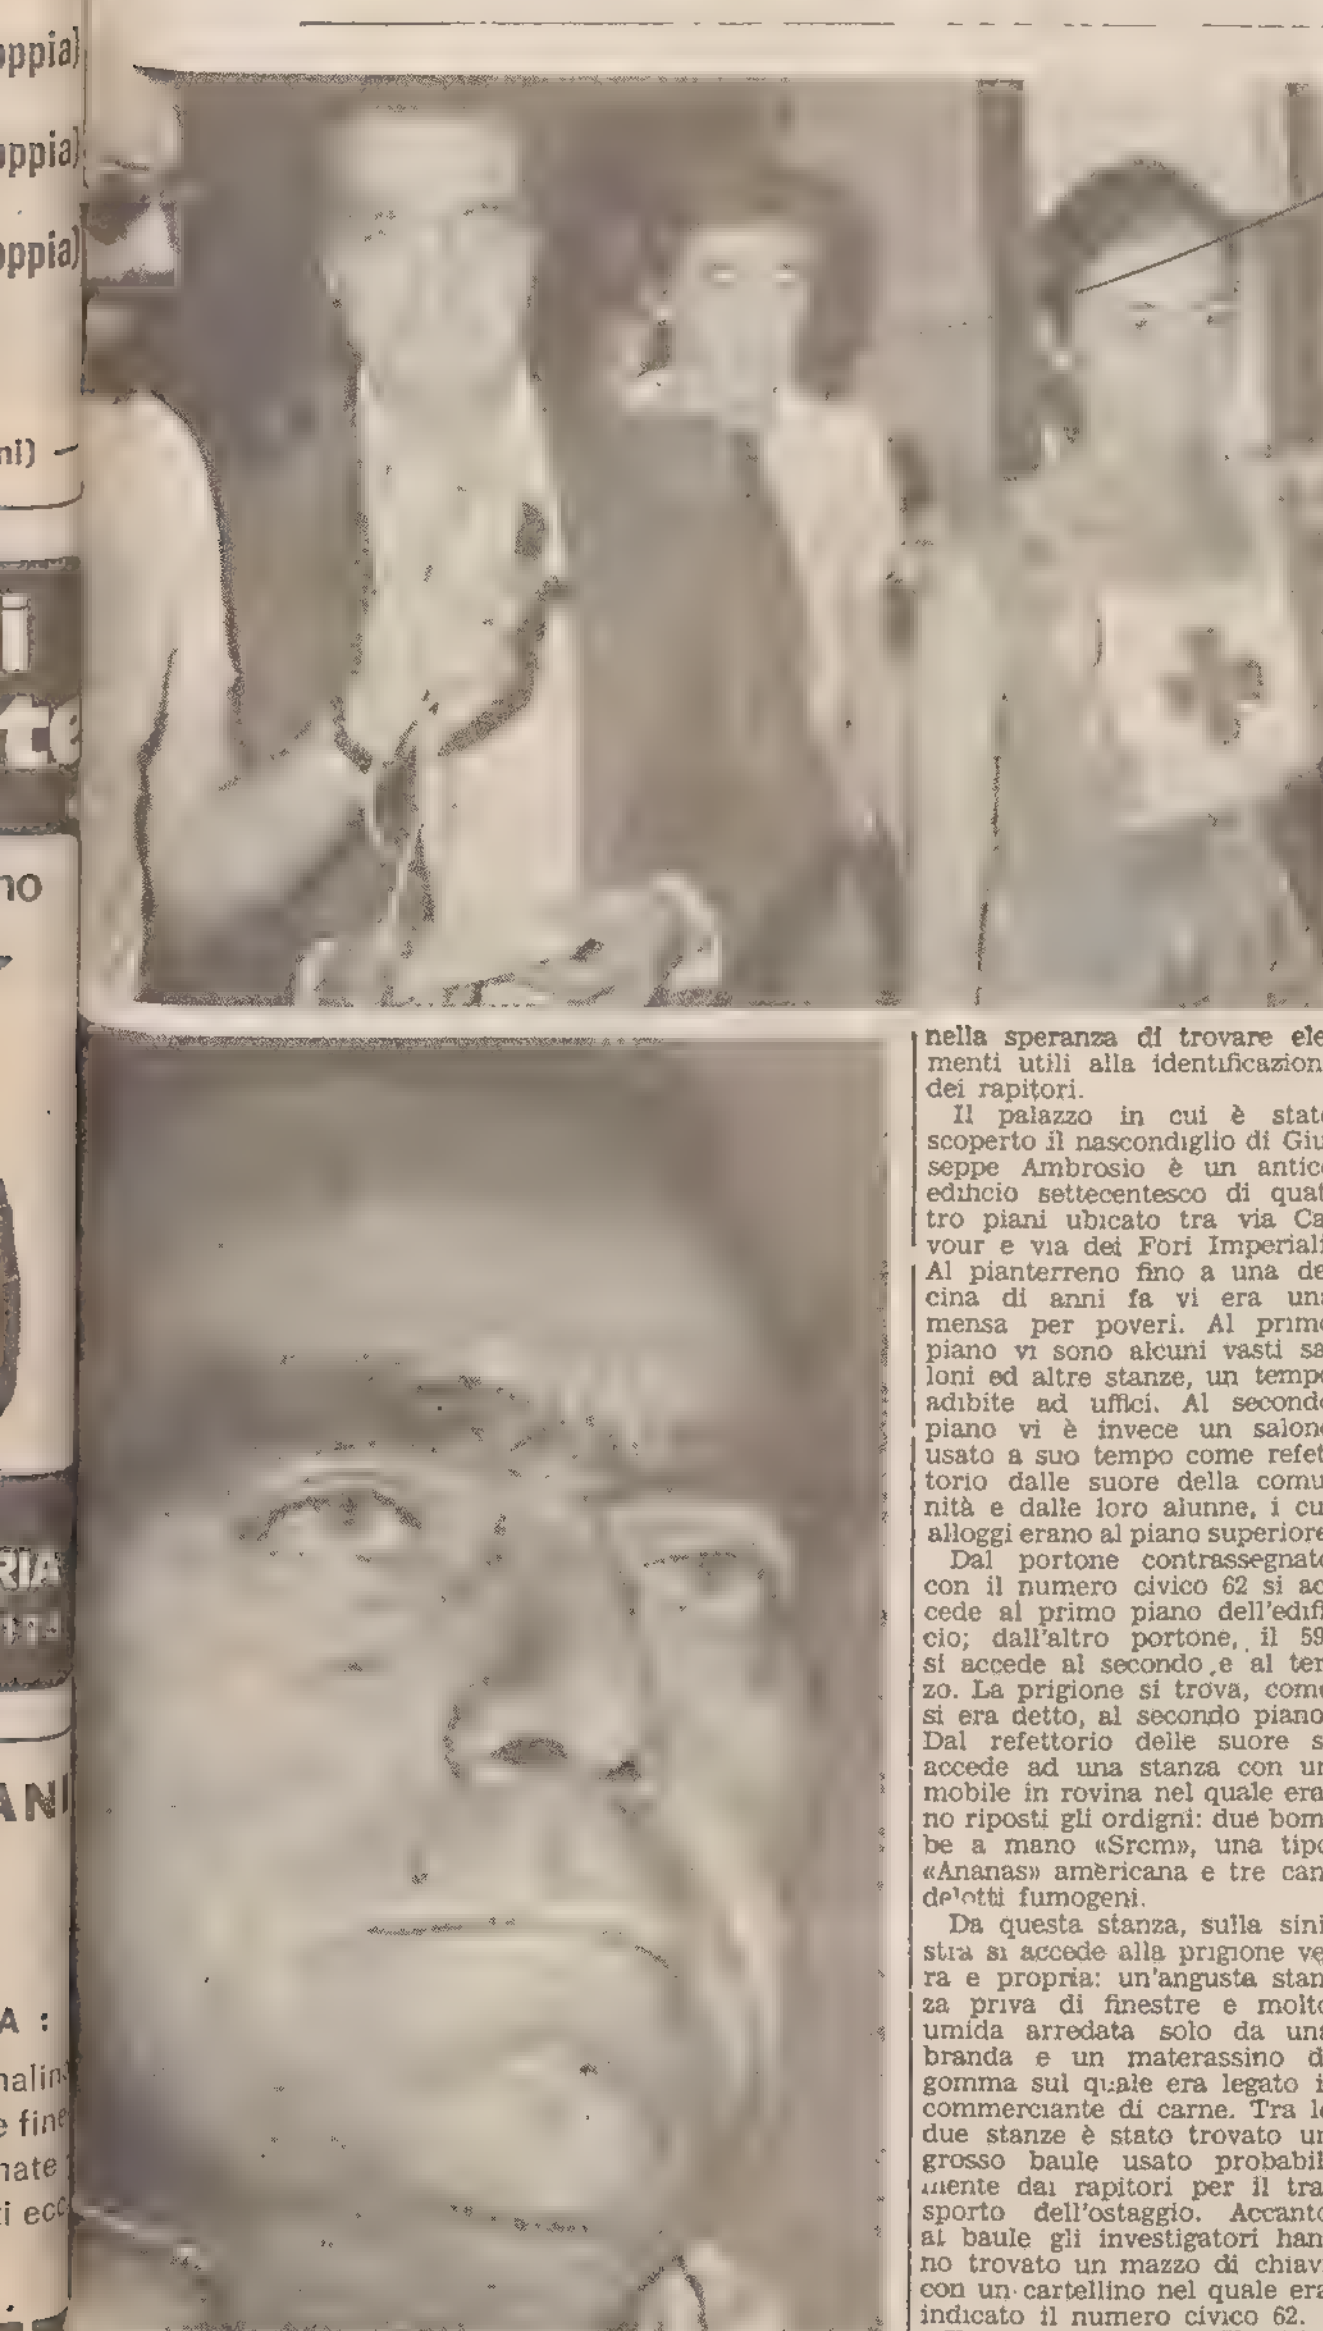 oppia)
oppia)
oppia)
ni)
i
te
no
RIA
ANI
A :
nalin
e fine
nate
ti ecc
nella speranza di trovare ele
menti utili alla identificazion
dei rapitori.
Il palazzo in cui è stat
scoperto il nascondiglio di Giu
seppe Ambrosio è un antic
edificio settecentesco di quat
tro piani ubicato tra via Ca
vour e via dei Fori Imperiali
Al pianterreno fino a una de
cina di anni fa vi era una
mensa per poveri. Al primo
piano vi sono alcuni vasti sa
loni ed altre stanze, un tempo
adibite ad uffici. Al secondo
piano vi è invece un salone
usato a suo tempo come refet
torio dalle suore della comu
nità e dalle loro alunne, i cu
alloggi erano al piano superiore
Dal portone contrassegnato
con il numero civico 62 si ac
cede al primo piano dell'edifi
cio; dall'altro portone, il 59
si accede al secondo e al ter
zo. La prigione si trova, come
si era detto, al secondo piano
Dal refettorio delle suore s
accede ad una stanza con un
mobile in rovina nel quale era
no riposti gli ordigni: due bom
be a mano «Srcm», una tipo
«Ananas» americana e tre can
delotti fumogeni.
Da questa stanza, sulla sini
stra si accede alla prigione ve
ra e propria: un'angusta stan
za priva di finestre e molto
umida arredata solo da una
branda e un materassino d
gomma sul quale era legato i
commerciante di carne. Tra le
due stanze è stato trovato un
grosso baule usato probabil
mente dai rapitori per il tra
sporto dell'ostaggio. Accanto
al baule gli investigatori han
no trovato un mazzo di chiav
con un cartellino nel quale era
indicato il numero civico 62.